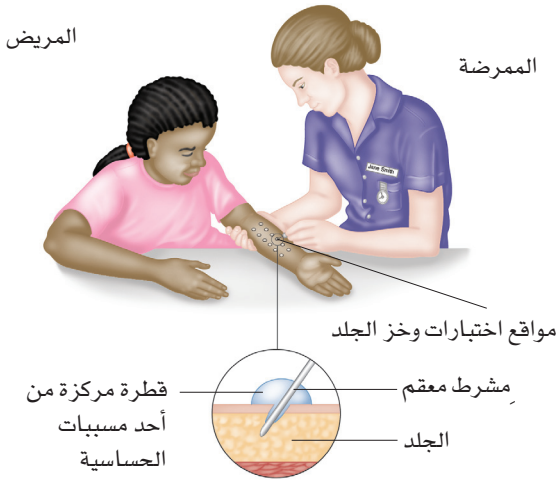 المريض
الممرضة
Jane Smith
مواقع اختبارات وخز الجلد
مِشرط معقم
قطرة مركزة من
أحد مسببات
الحساسية
الجلد